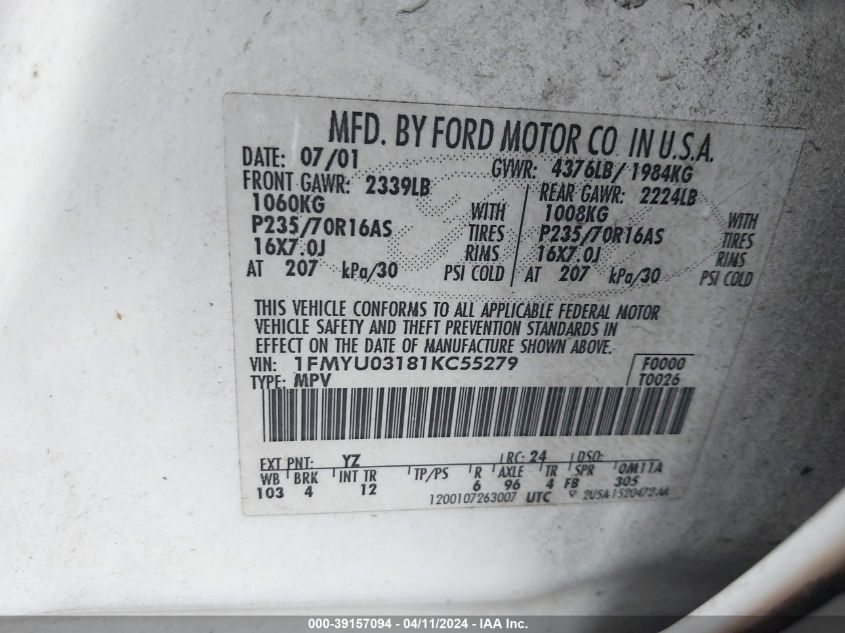 MFD. BY FORD MOTOR CO. IN U.S.A.
DATE: 07/01 GVWR: 4376LB/ 1984KG
FRONT GAWR: 2339LB REAR GAWR: 2224LB
1060KG WITH 1008KG WITH
P235/70R16AS TIRES P235/70R16AS TIRES
16X7.0J RIMS 16X7.0J RIMS
AT 207 kPa/30 PSI COLD AT 207 kPa/30 PSI COLD
THIS VEHICLE CONFORMS TO ALL APPLICABLE FEDERAL MOTOR
VEHICLE SAFETY AND THEFT PREVENTION STANDARDS IN
EFFECT ON THE DATE OF MANUFACTURE SHOWN ABOVE.
VIN: 1FMYU03181KC55279 F0000
TYPE: MPV T0026
EXT PNT: YZ RC: 24 DSO:
WB BRK INT TR TP/PS R AXLE TR SPR 0M11A
103 4 12 6 96 4 FB 305
1200107263007 UTC 2USA-1520472-AA
000-39157094 - 04/11/2024 - IAAI Inc.